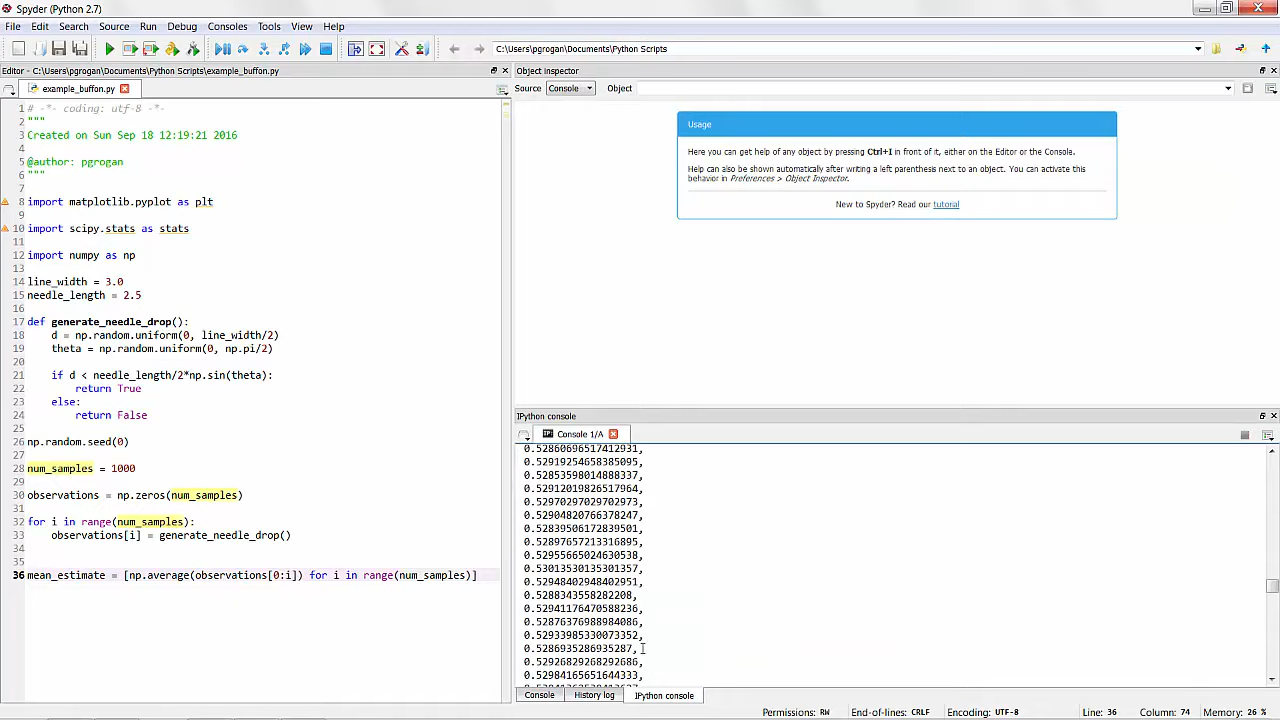 Spyder (Python 2.7)
File Edit Search Source Run Debug Consoles Tools View Help
C:\Users\pgrogan\Documents\Python Scripts
Editor - C:\Users\pgrogan\Documents\Python Scripts\example_buffon.py
example_buffon.py
1 # -*- coding: utf-8 -*-
2 """
3 Created on Sun Sep 18 12:19:21 2016
4
5 @author: pgrogan
6 """
7
8 import matplotlib.pyplot as plt
9
10 import scipy.stats as stats
11
12 import numpy as np
13
14 line_width = 3.0
15 needle_length = 2.5
16
17 def generate_needle_drop():
18 d = np.random.uniform(0, line_width/2)
19 theta = np.random.uniform(0, np.pi/2)
20
21 if d < needle_length/2*np.sin(theta):
22 return True
23 else:
24 return False
25
26 np.random.seed(0)
27
28 num_samples = 1000
29
30 observations = np.zeros(num_samples)
31
32 for i in range(num_samples):
33 observations[i] = generate_needle_drop()
34
35
36 mean_estimate = [np.average(observations[0:i]) for i in range(num_samples)]
Object Inspector
Source Console Object
Usage
Here you can get help of any object by pressing Ctrl+I in front of it, either on the Editor or the Console.
Help can also be shown automatically after writing a left parenthesis next to an object. You can activate this
behavior in Preferences > Object Inspector.
New to Spyder? Read our tutorial
IPython console
Console 1/A
0.52860696517412931,
0.52919254658385095,
0.52853598014888337,
0.52912019826517964,
0.52970297029702973,
0.52904820766378247,
0.52839506172839501,
0.52897657213316895,
0.52955665024630538,
0.53013530135301357,
0.52948402948402951,
0.5288343558282208,
0.52941176470588236,
0.52876376988984086,
0.52933985330073352,
0.5286935286935287,
0.52926829268292686,
0.52984165651644333,
Console History log IPython console
Permissions: RW End-of-lines: CRLF Encoding: UTF-8 Line: 36 Column: 74 Memory: 26 %